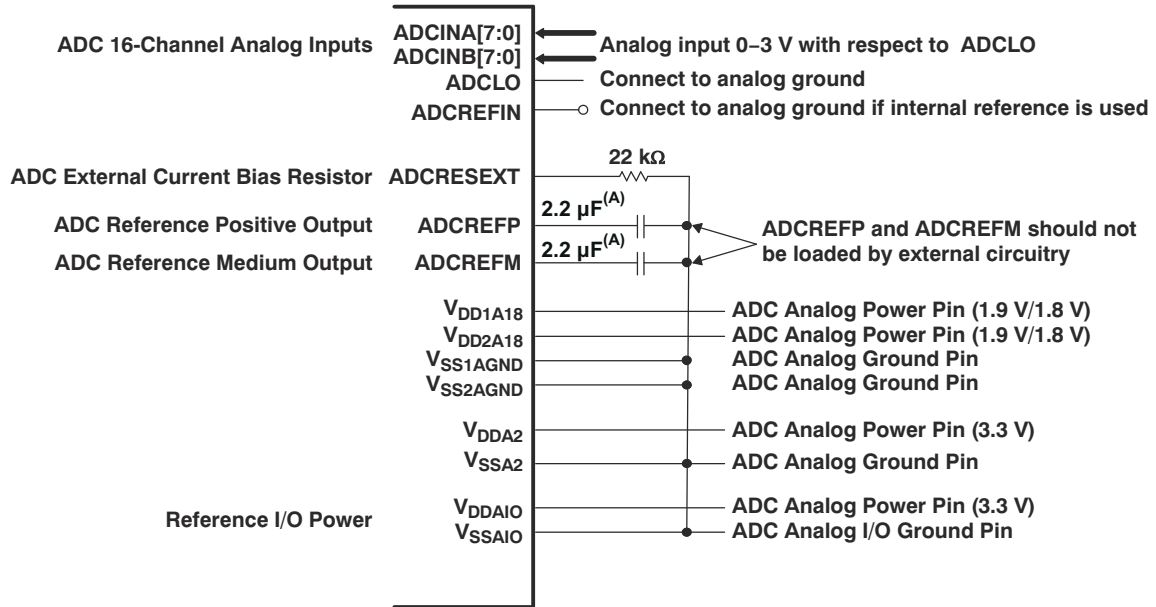 ADC 16-Channel Analog Inputs
ADCINA[7:0]
ADCINB[7:0]
Analog input 0–3 V with respect to ADCLO
ADCLO
Connect to analog ground
ADCREFIN
Connect to analog ground if internal reference is used
22 kΩ
ADC External Current Bias Resistor ADCRESEXT
2.2 µF(A)
ADC Reference Positive Output ADCREFP
2.2 µF(A)
ADC Reference Medium Output ADCREFM
ADCREFP and ADCREFM should not
be loaded by external circuitry
VDD1A18 ADC Analog Power Pin (1.9 V/1.8 V)
VDD2A18 ADC Analog Power Pin (1.9 V/1.8 V)
VSS1AGND ADC Analog Ground Pin
VSS2AGND ADC Analog Ground Pin
VDDA2 ADC Analog Power Pin (3.3 V)
VSSA2 ADC Analog Ground Pin
Reference I/O Power
VDDAIO ADC Analog Power Pin (3.3 V)
VSSAIO ADC Analog I/O Ground Pin